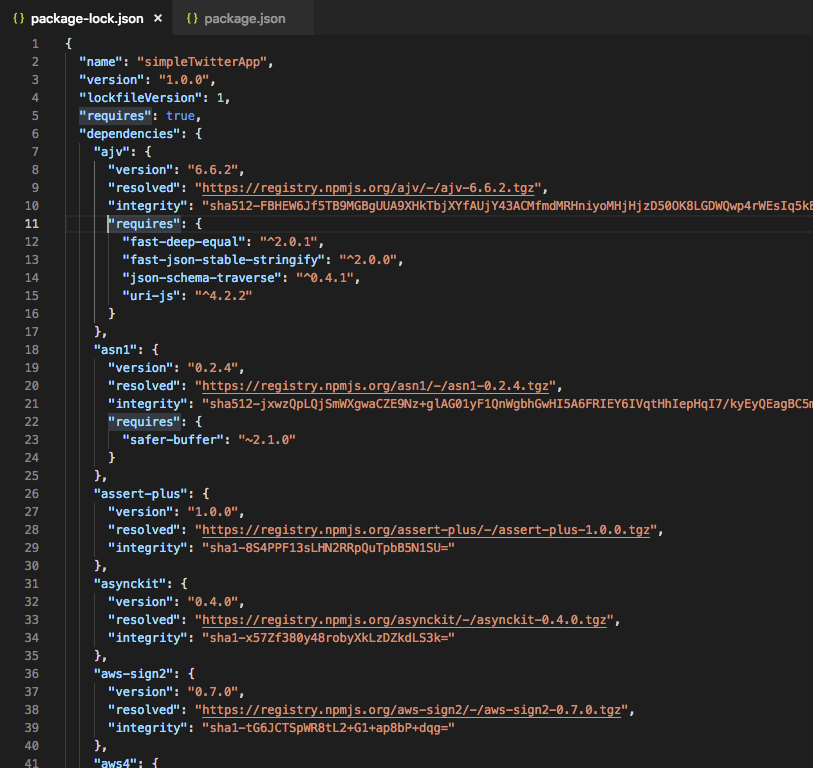 {} package-lock.json × {} package.json
1 {
2 "name": "simpleTwitterApp",
3 "version": "1.0.0",
4 "lockfileVersion": 1,
5 "requires": true,
6 "dependencies": {
7 "ajv": {
8 "version": "6.6.2",
9 "resolved": "https://registry.npmjs.org/ajv/-/ajv-6.6.2.tgz",
10 "integrity": "sha512-FBHEW6Jf5TB9MGBgUUA9XHkTbjXYfAUjY43ACMfmdMRHniyoMHjHjzD50OK8LGDWQwp4rWEsIq5kE
11 "requires": {
12 "fast-deep-equal": "^2.0.1",
13 "fast-json-stable-stringify": "^2.0.0",
14 "json-schema-traverse": "^0.4.1",
15 "uri-js": "^4.2.2"
16 }
17 },
18 "asn1": {
19 "version": "0.2.4",
20 "resolved": "https://registry.npmjs.org/asn1/-/asn1-0.2.4.tgz",
21 "integrity": "sha512-jxwzQpLQjSmWXgwaCZE9Nz+glAG01yF1QnWgbhGwHI5A6FRIEY6IVqtHhIepHqI7/kyEyQEagBC5m
22 "requires": {
23 "safer-buffer": "~2.1.0"
24 }
25 },
26 "assert-plus": {
27 "version": "1.0.0",
28 "resolved": "https://registry.npmjs.org/assert-plus/-/assert-plus-1.0.0.tgz",
29 "integrity": "sha1-8S4PPF13sLHN2RRpQuTpbB5N1SU="
30 },
31 "asynckit": {
32 "version": "0.4.0",
33 "resolved": "https://registry.npmjs.org/asynckit/-/asynckit-0.4.0.tgz",
34 "integrity": "sha1-x57Zf380y48robyXkLzDZkdLS3k="
35 },
36 "aws-sign2": {
37 "version": "0.7.0",
38 "resolved": "https://registry.npmjs.org/aws-sign2/-/aws-sign2-0.7.0.tgz",
39 "integrity": "sha1-tG6JCTSpWR8tL2+G1+ap8bP+dqg="
40 },
41 "aws4": {